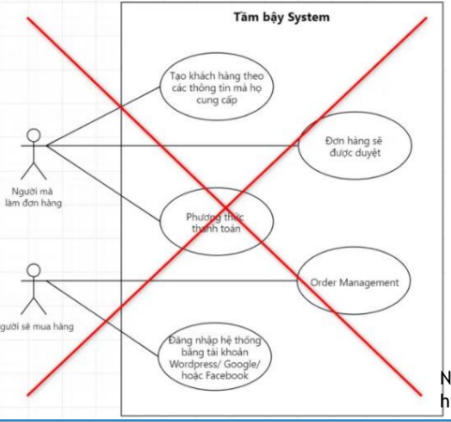 Tầm bậy System
Tạo khách hàng theo
các thông tin mà họ
cung cấp
Đơn hàng sẽ
được duyệt
Người mà
làm đơn hàng
Phương thức
thanh toán
Order Management
gười sẽ mua hàng
Đăng nhập hệ thống
bằng tài khoản
Wordpress/ Google/
hoặc Facebook
N
h